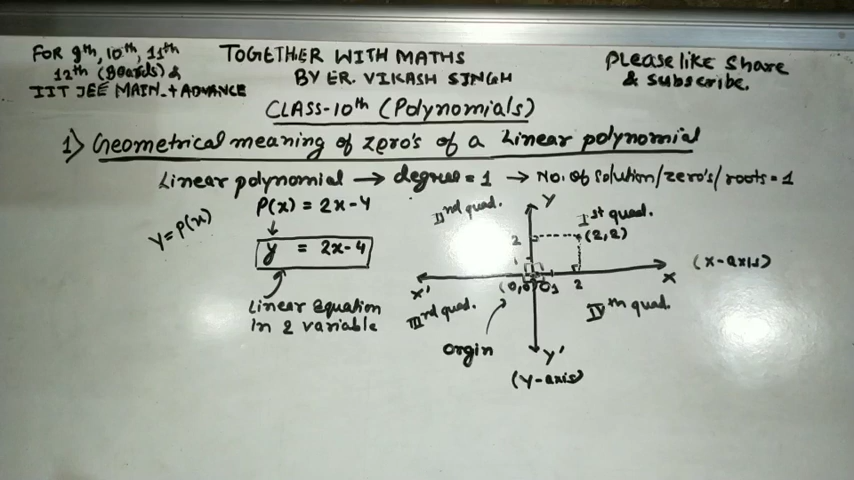 FOR 9th, 10th, 11th
12th (Boards) &
IIT JEE MAIN + ADVANCE
TOGETHER WITH MATHS
BY ER. VIKASH SINGH
Please like Share
& Subscribe.
CLASS-10th (Polynomials)
1) Geometrical meaning of zero's of a Linear polynomial
Linear polynomial → degree = 1 → No. of solution/zero's/roots = 1
y = P(x)
P(x) = 2x-4
y = 2x-4
Linear equation
in 2 variable
IInd quad.
Y
Ist quad.
2
(2,2)
1
X'
(0,0)
1
2
X
(X-axis)
IIIrd quad.
IVth quad.
orgin
Y'
(Y-axis)